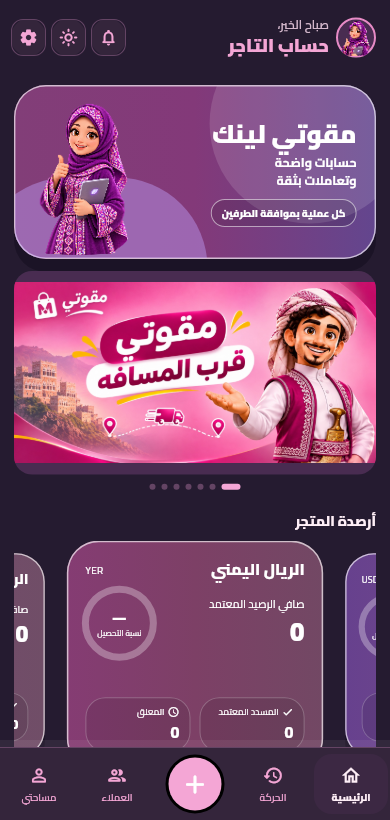 صباح الخير،
حساب التاجر
مقوتي لينك
حسابات واضحة
وتعاملات بثقة
كل عملية بموافقة الطرفين
مقوتي
مقوتي
قرب المسافه
أرصدة المتجر
الريال اليمني
YER
صافي الرصيد المعتمد
0
نسبة التحصيل
المسدد المعتمد
0
المعلق
0
USD
0
الرئيسية
الحركة
العملاء
مساحتي